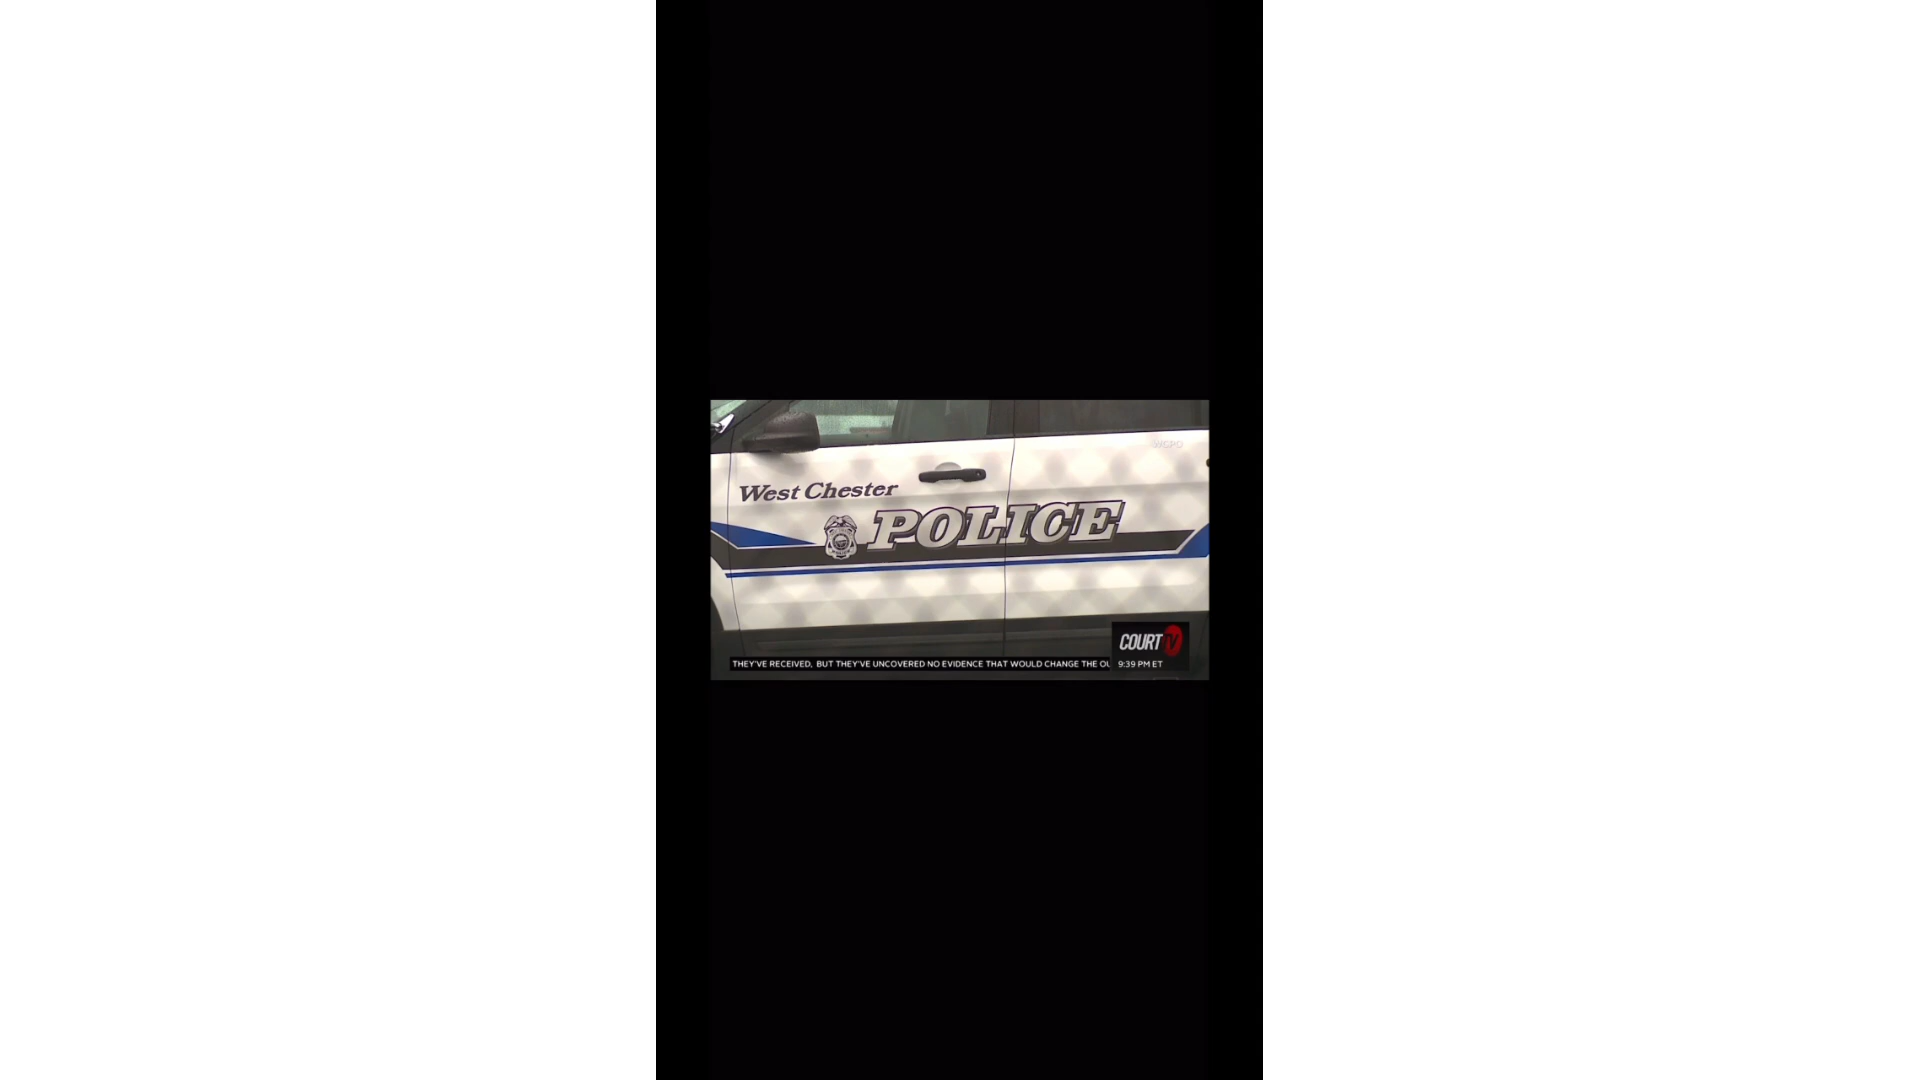 WCPD
West Chester
POLICE
COURT TV
THEY'VE RECEIVED, BUT THEY'VE UNCOVERED NO EVIDENCE THAT WOULD CHANGE THE
9:39 PM ET